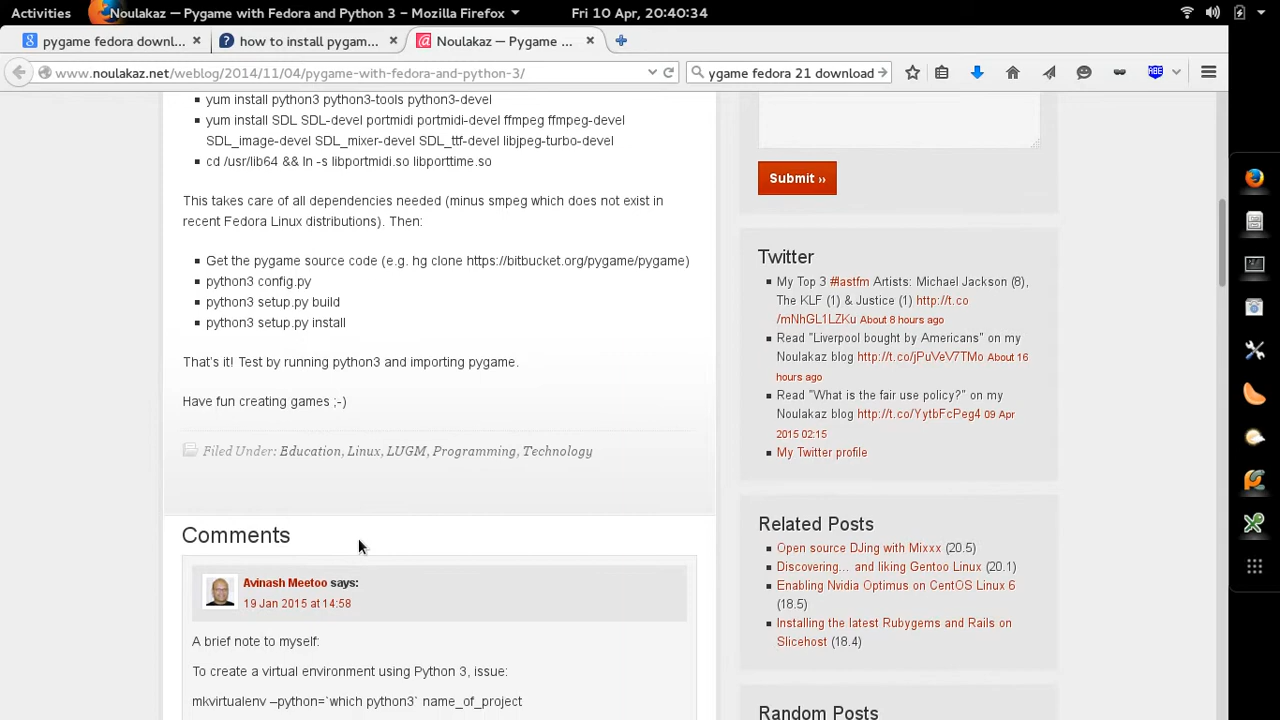 Activities
Noulakaz — Pygame with Fedora and Python 3 - Mozilla Firefox
Fri 10 Apr, 20:40:34
pygame fedora downl...
how to install pygam...
Noulakaz — Pygame ...
www.noulakaz.net/weblog/2014/11/04/pygame-with-fedora-and-python-3/
ygame fedora 21 download
ABE
yum install python3 python3-tools python3-devel
yum install SDL SDL-devel portmidi portmidi-devel ffmpeg ffmpeg-devel
SDL_image-devel SDL_mixer-devel SDL_ttf-devel libjpeg-turbo-devel
cd /usr/lib64 && ln -s libportmidi.so libporttime.so
This takes care of all dependencies needed (minus smpeg which does not exist in
recent Fedora Linux distributions). Then:
Get the pygame source code (e.g. hg clone https://bitbucket.org/pygame/pygame)
python3 config.py
python3 setup.py build
python3 setup.py install
That's it! Test by running python3 and importing pygame.
Have fun creating games ;-)
Filed Under: Education, Linux, LUGM, Programming, Technology
Comments
Avinash Meetoo says:
19 Jan 2015 at 14:58
A brief note to myself:
To create a virtual environment using Python 3, issue:
mkvirtualenv –python=`which python3` name_of_project
Submit ››
Twitter
My Top 3 #lastfm Artists: Michael Jackson (8),
The KLF (1) & Justice (1) http://t.co
/mNhGL1LZKu About 8 hours ago
Read "Liverpool bought by Americans" on my
Noulakaz blog http://t.co/jPuVeV7TMo About 16
hours ago
Read "What is the fair use policy?" on my
Noulakaz blog http://t.co/YytbFcPeg4 09 Apr
2015 02:15
My Twitter profile
Related Posts
Open source DJing with Mixxx (20.5)
Discovering... and liking Gentoo Linux (20.1)
Enabling Nvidia Optimus on CentOS Linux 6
(18.5)
Installing the latest Rubygems and Rails on
Slicehost (18.4)
Random Posts